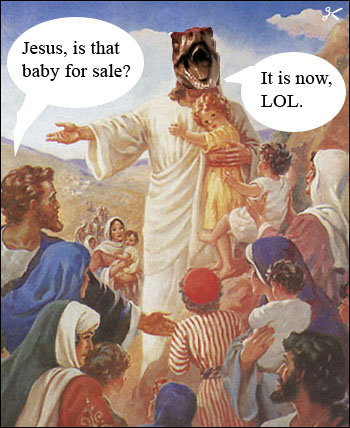 Jesus, is that
baby for sale?
It is now,
LOL.